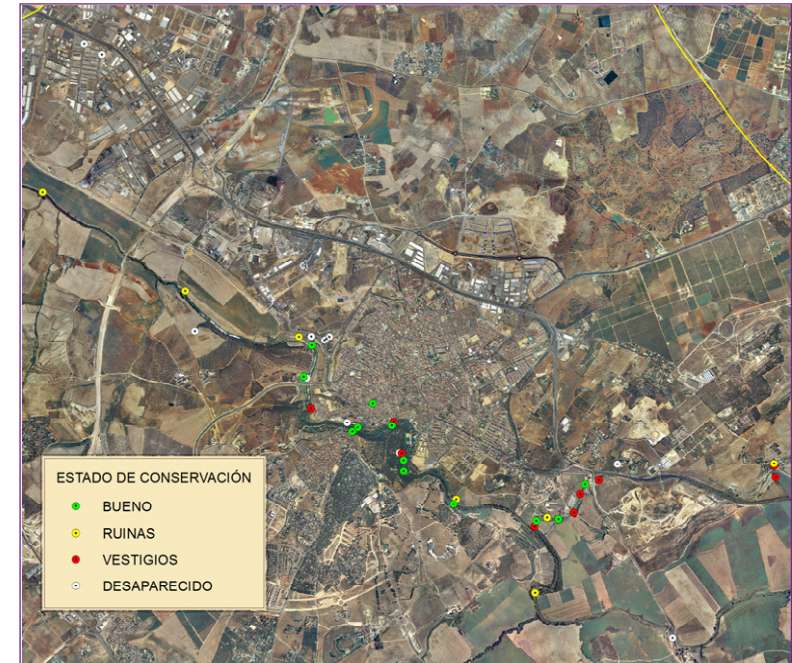 ESTADO DE CONSERVACIÓN
BUENO
RUINAS
VESTIGIOS
DESAPARECIDO